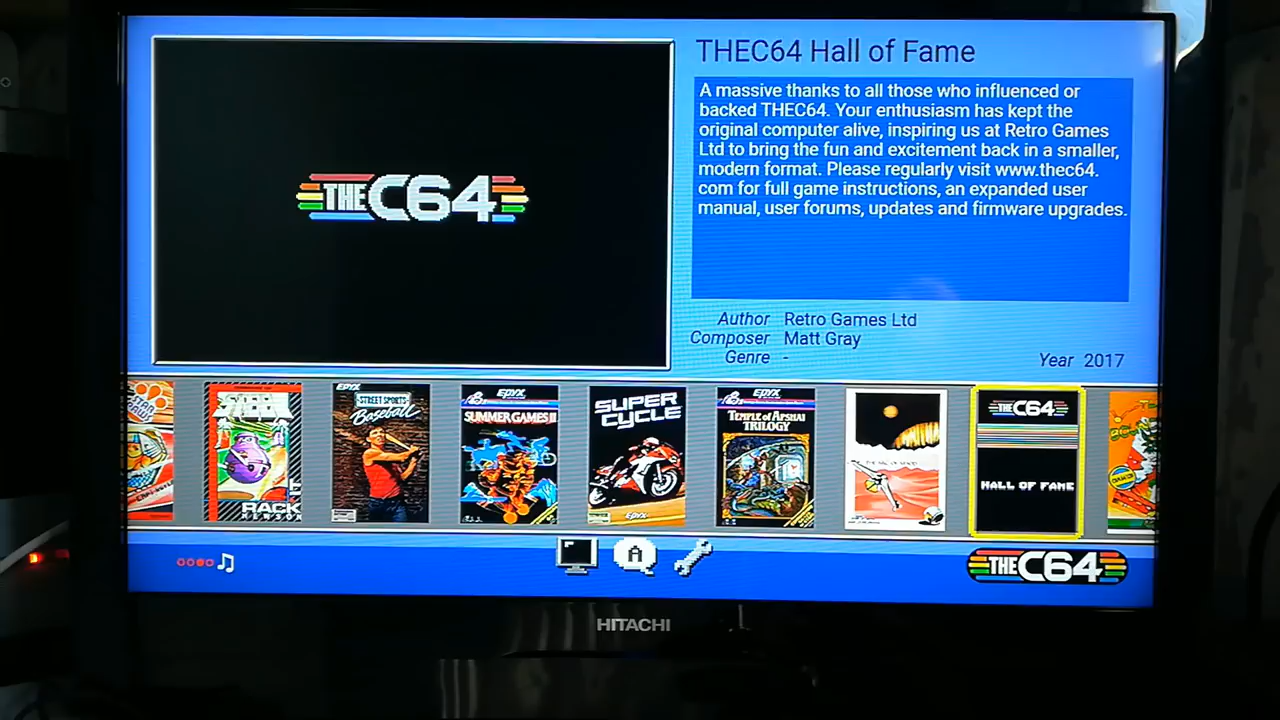 THEC64 Hall of Fame
THEC64
A massive thanks to all those who influenced or
backed THEC64. Your enthusiasm has kept the
original computer alive, inspiring us at Retro Games
Ltd to bring the fun and excitement back in a smaller,
modern format. Please regularly visit www.thec64.
com for full game instructions, an expanded user
manual, user forums, updates and firmware upgrades.
Author Retro Games Ltd
Composer Matt Gray
Genre -
Year 2017
RACK
HEWSON
EPYX
STREET SPORTS
Baseball
EPYX
SUMMER GAMES II
SUPER
CYCLE
EPYX
EPYX
TEMPLE of APSHAI
TRILOGY
THEC64
HALL OF FAME
A
THEC64
HITACHI